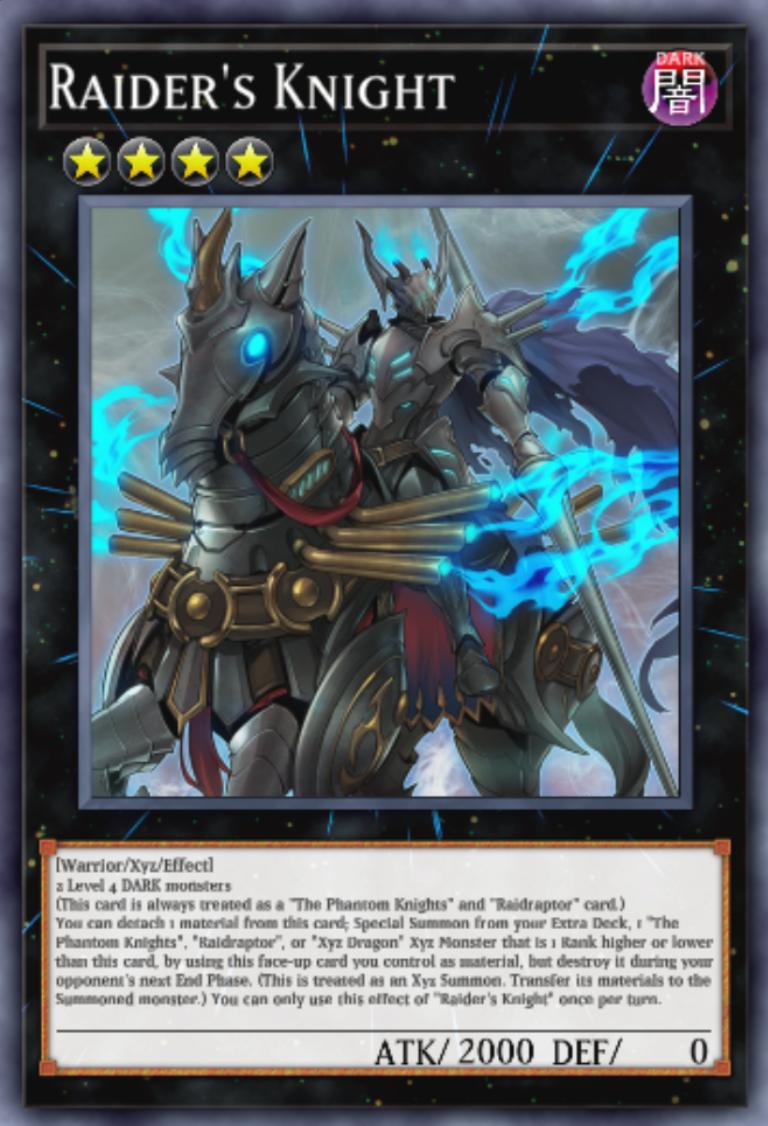 RAIDER'S KNIGHT
DARK
闇
[Warrior/Xyz/Effect]
2 Level 4 DARK monsters
(This card is always treated as a "The Phantom Knights" and "Raidraptor" card.)
You can detach 1 material from this card; Special Summon from your Extra Deck, 1 "The
Phantom Knights", "Raidraptor", or "Xyz Dragon" Xyz Monster that is 1 Rank higher or lower
than this card, by using this face-up card you control as material, but destroy it during your
opponent's next End Phase. (This is treated as an Xyz Summon. Transfer its materials to the
Summoned monster.) You can only use this effect of "Raider's Knight" once per turn.
ATK/ 2000 DEF/ 0